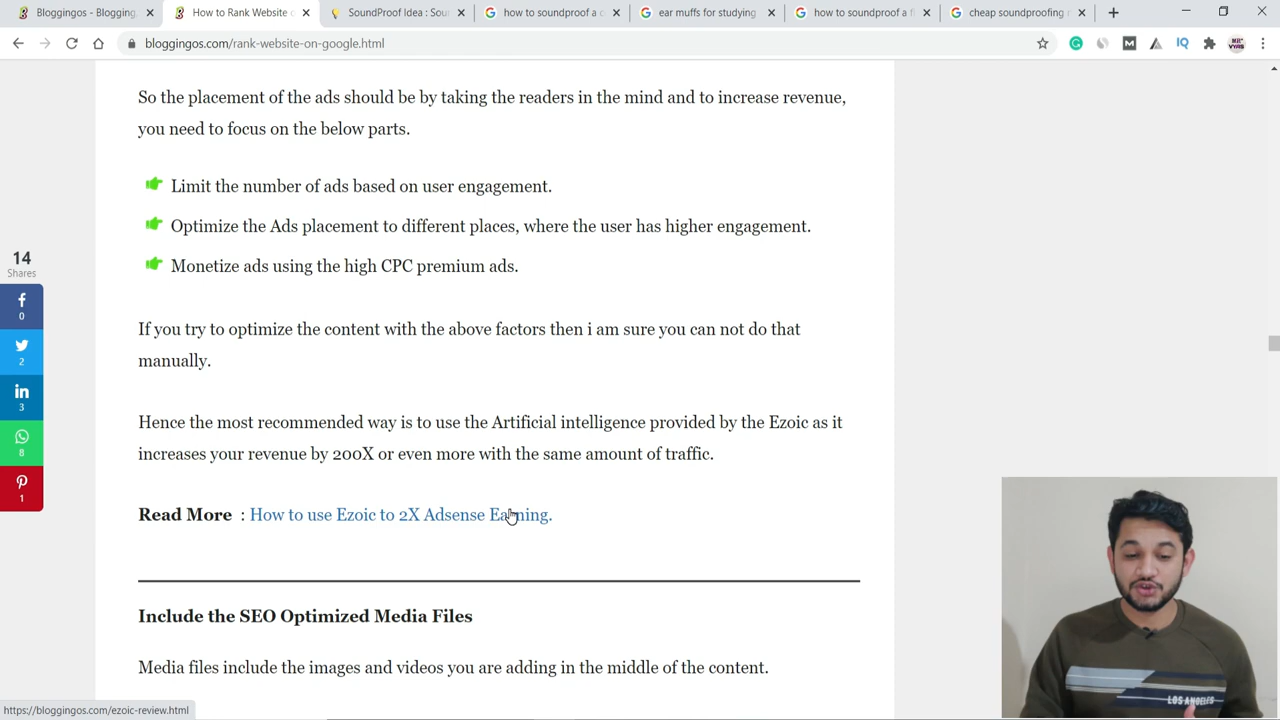 Bloggingos - Blogging,
How to Rank Website o
SoundProof Idea : Soun
how to soundproof a c
ear muffs for studying
how to soundproof a fl
cheap soundproofing m
bloggingos.com/rank-website-on-google.html
So the placement of the ads should be by taking the readers in the mind and to increase revenue,
you need to focus on the below parts.
Limit the number of ads based on user engagement.
Optimize the Ads placement to different places, where the user has higher engagement.
Monetize ads using the high CPC premium ads.
14
Shares
0
2
3
8
1
If you try to optimize the content with the above factors then i am sure you can not do that
manually.
Hence the most recommended way is to use the Artificial intelligence provided by the Ezoic as it
increases your revenue by 200X or even more with the same amount of traffic.
Read More : How to use Ezoic to 2X Adsense Earning.
Include the SEO Optimized Media Files
Media files include the images and videos you are adding in the middle of the content.
LOS ANGELES
https://bloggingos.com/ezoic-review.html